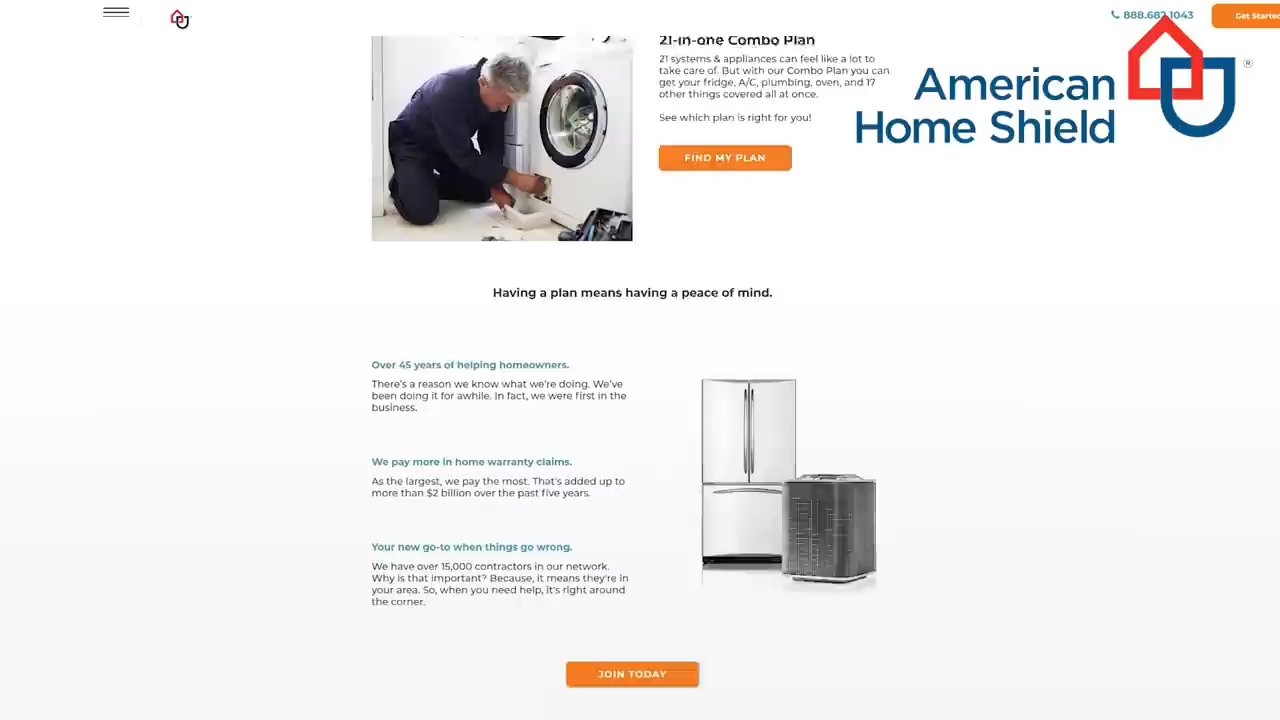 888.682.1043
Get Started
American
Home Shield
®
21-in-one Combo Plan
21 systems & appliances can feel like a lot to
take care of. But with our Combo Plan you can
get your fridge, A/C, plumbing, oven, and 17
other things covered all at once.
See which plan is right for you!
FIND MY PLAN
Having a plan means having a peace of mind.
Over 45 years of helping homeowners.
There's a reason we know what we're doing. We've
been doing it for awhile. In fact, we were first in the
business.
We pay more in home warranty claims.
As the largest, we pay the most. That's added up to
more than $2 billion over the past five years.
Your new go-to when things go wrong.
We have over 15,000 contractors in our network.
Why is that important? Because, it means they're in
your area. So, when you need help, it's right around
the corner.
JOIN TODAY